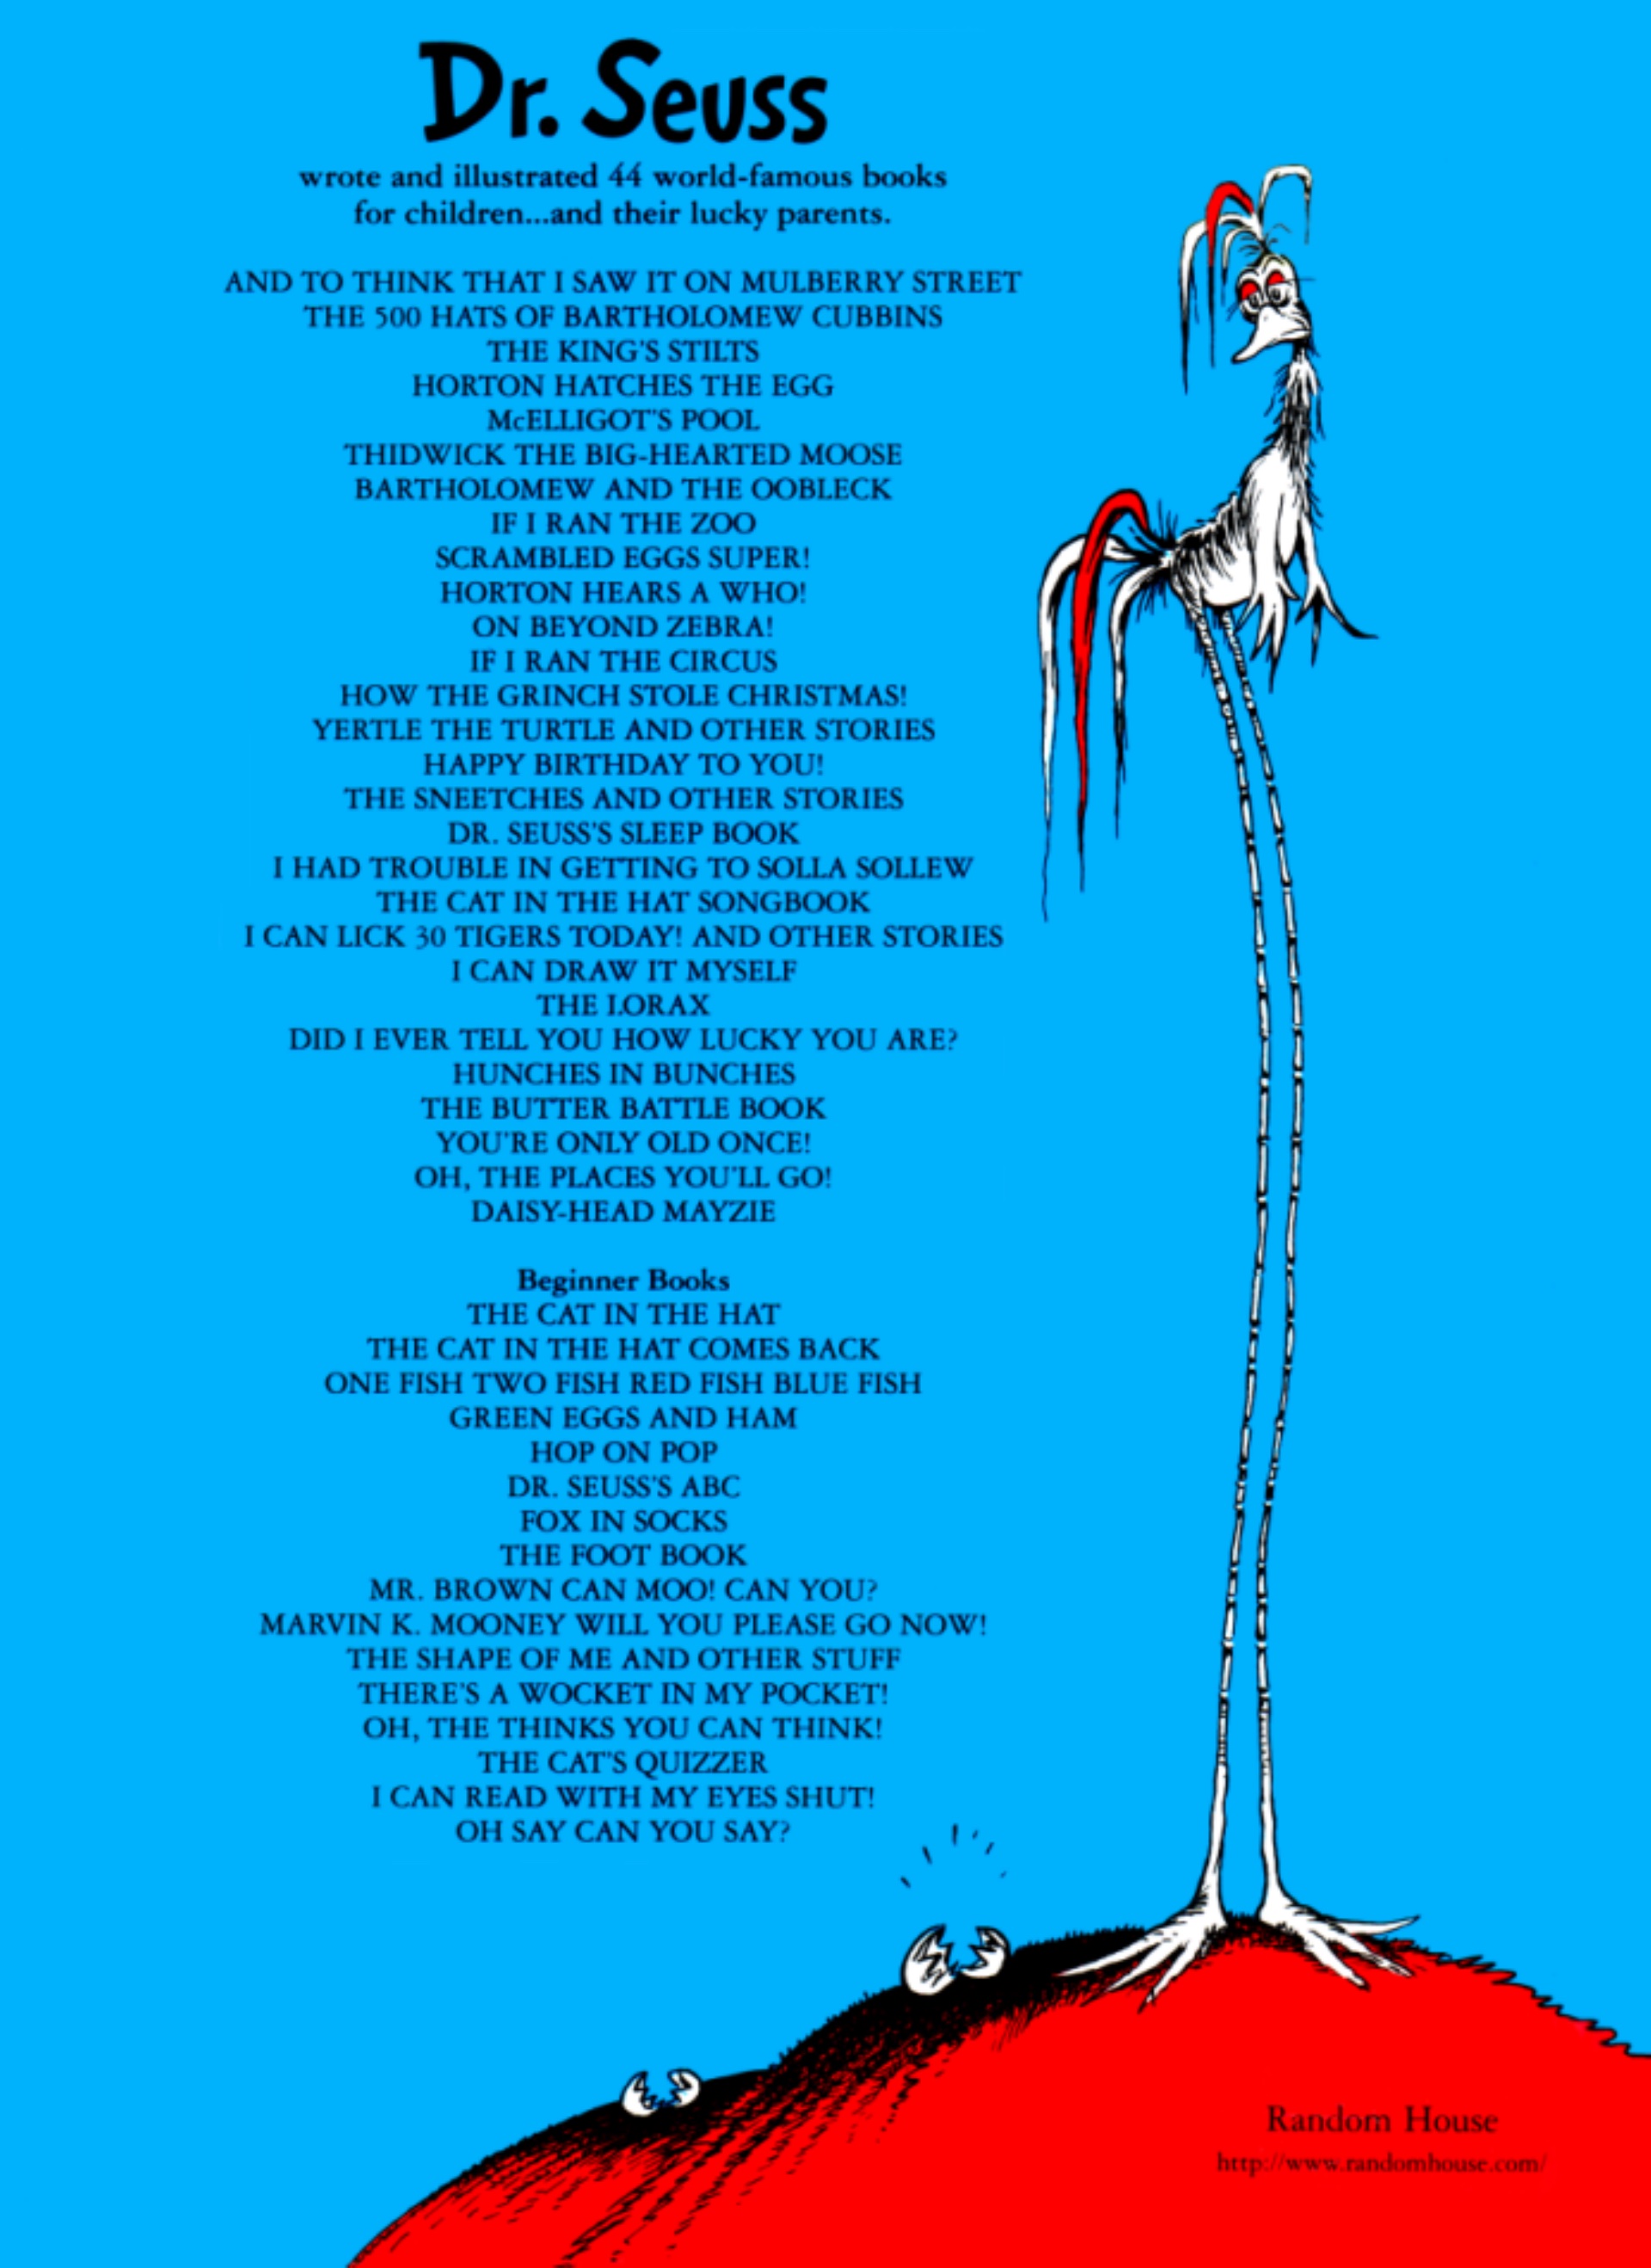 Dr. Seuss
wrote and illustrated 44 world-famous books
for children...and their lucky parents.
AND TO THINK THAT I SAW IT ON MULBERRY STREET
THE 500 HATS OF BARTHOLOMEW CUBBINS
THE KING'S STILTS
HORTON HATCHES THE EGG
McELLIGOT'S POOL
THIDWICK THE BIG-HEARTED MOOSE
BARTHOLOMEW AND THE OOBLECK
IF I RAN THE ZOO
SCRAMBLED EGGS SUPER!
HORTON HEARS A WHO!
ON BEYOND ZEBRA!
IF I RAN THE CIRCUS
HOW THE GRINCH STOLE CHRISTMAS!
YERTLE THE TURTLE AND OTHER STORIES
HAPPY BIRTHDAY TO YOU!
THE SNEETCHES AND OTHER STORIES
DR. SEUSS'S SLEEP BOOK
I HAD TROUBLE IN GETTING TO SOLLA SOLLEW
THE CAT IN THE HAT SONGBOOK
I CAN LICK 30 TIGERS TODAY! AND OTHER STORIES
I CAN DRAW IT MYSELF
THE LORAX
DID I EVER TELL YOU HOW LUCKY YOU ARE?
HUNCHES IN BUNCHES
THE BUTTER BATTLE BOOK
YOU'RE ONLY OLD ONCE!
OH, THE PLACES YOU'LL GO!
DAISY-HEAD MAYZIE
Beginner Books
THE CAT IN THE HAT
THE CAT IN THE HAT COMES BACK
ONE FISH TWO FISH RED FISH BLUE FISH
GREEN EGGS AND HAM
HOP ON POP
DR. SEUSS'S ABC
FOX IN SOCKS
THE FOOT BOOK
MR. BROWN CAN MOO! CAN YOU?
MARVIN K. MOONEY WILL YOU PLEASE GO NOW!
THE SHAPE OF ME AND OTHER STUFF
THERE'S A WOCKET IN MY POCKET!
OH, THE THINKS YOU CAN THINK!
THE CAT'S QUIZZER
I CAN READ WITH MY EYES SHUT!
OH SAY CAN YOU SAY?
Random House
http://www.randomhouse.com/